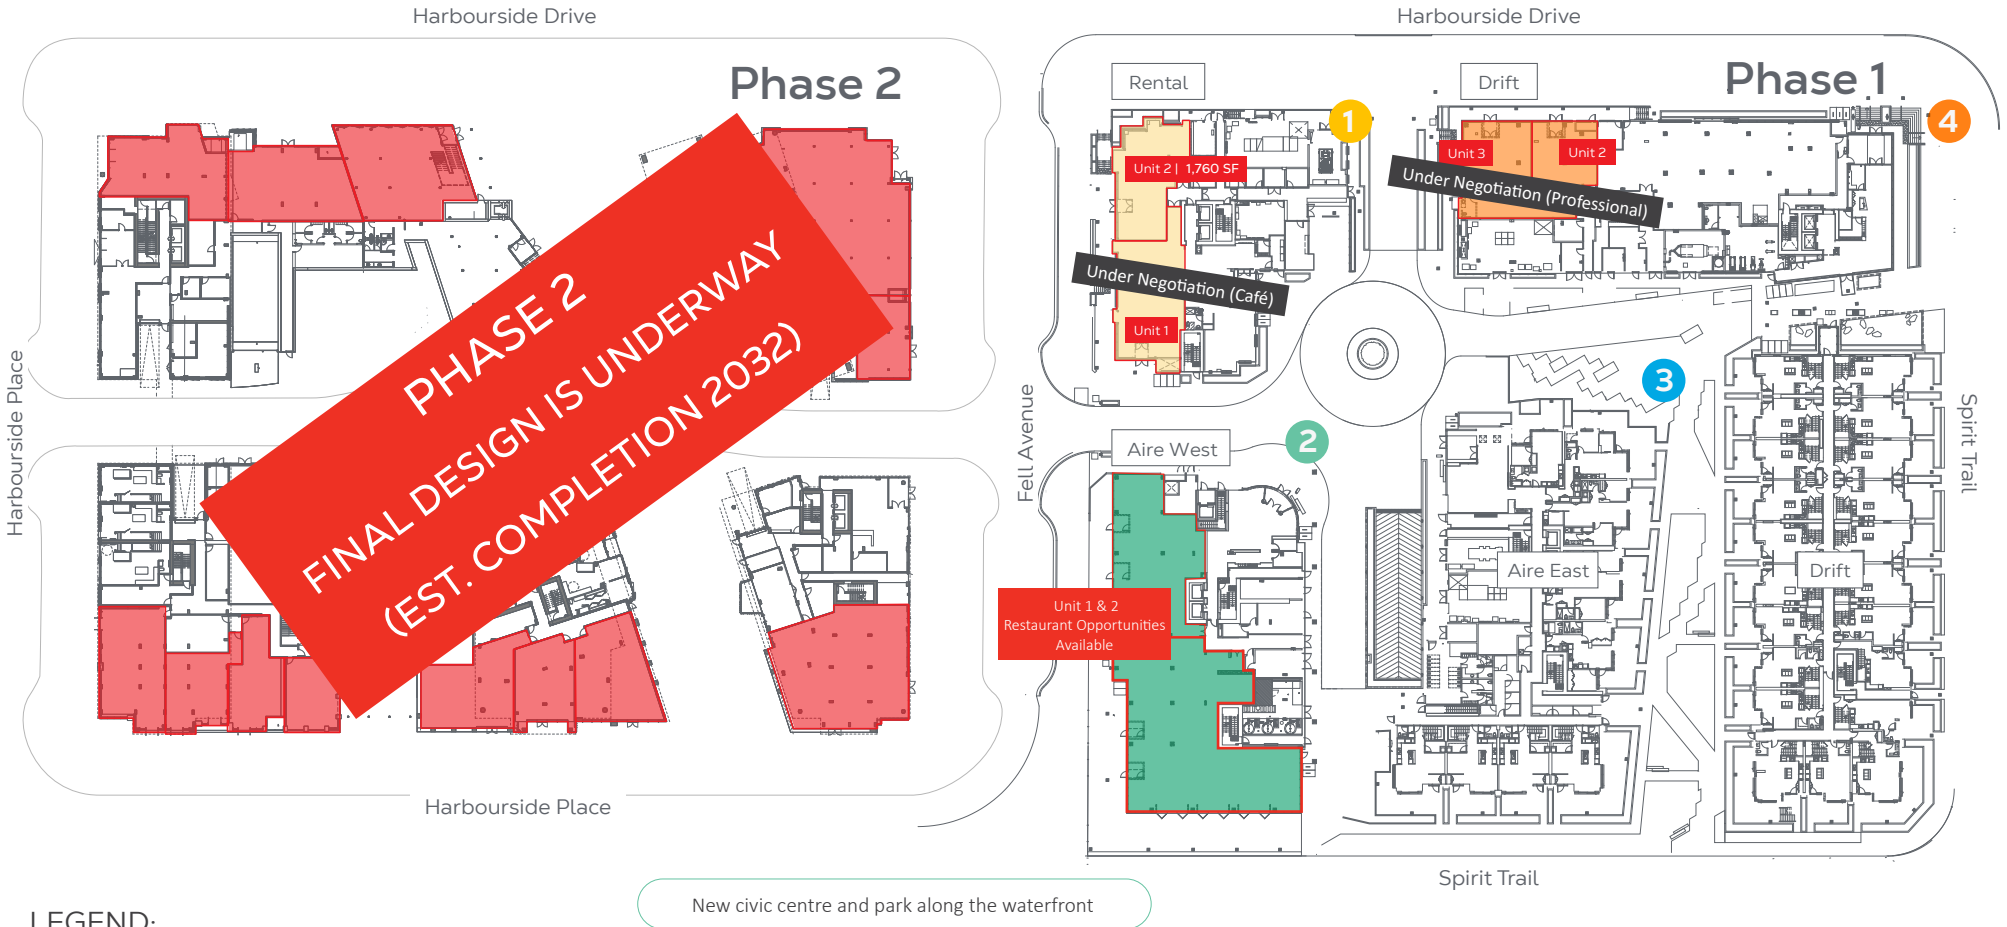 Harbourside Drive
Harbourside Drive
Phase 2
Phase 1
Rental
Drift
1
4
Unit 2 | 1,760 SF
Unit 3
Unit 2
Under Negotiation (Professional)
Under Negotiation (Café)
Unit 1
PHASE 2
FINAL DESIGN IS UNDERWAY
(EST. COMPLETION 2032)
Harbourside Place
Fell Avenue
3
Spirit Trail
Aire West
2
Aire East
Drift
Unit 1 & 2
Restaurant Opportunities
Available
Harbourside Place
Spirit Trail
New civic centre and park along the waterfront
LEGEND: